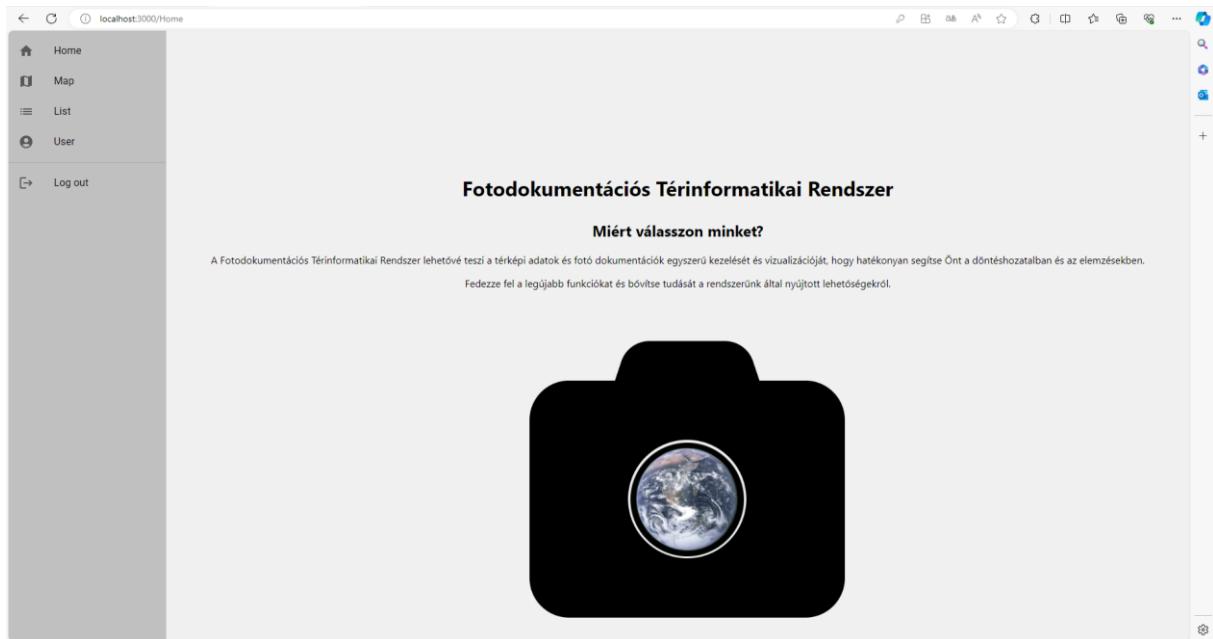 localhost:3000/Home
Home
Map
List
User
Log out
Fotodokumentációs Térinformatikai Rendszer
Miért válasszon minket?
A Fotodokumentációs Térinformatikai Rendszer lehetővé teszi a térképi adatok és fotó dokumentációk egyszerű kezelését és vizualizációját, hogy hatékonyan segítse Önt a döntéshozatalban és az elemzésekben.
Fedezze fel a legújabb funkciókat és bővítse tudását a rendszerünk által nyújtott lehetőségekről.